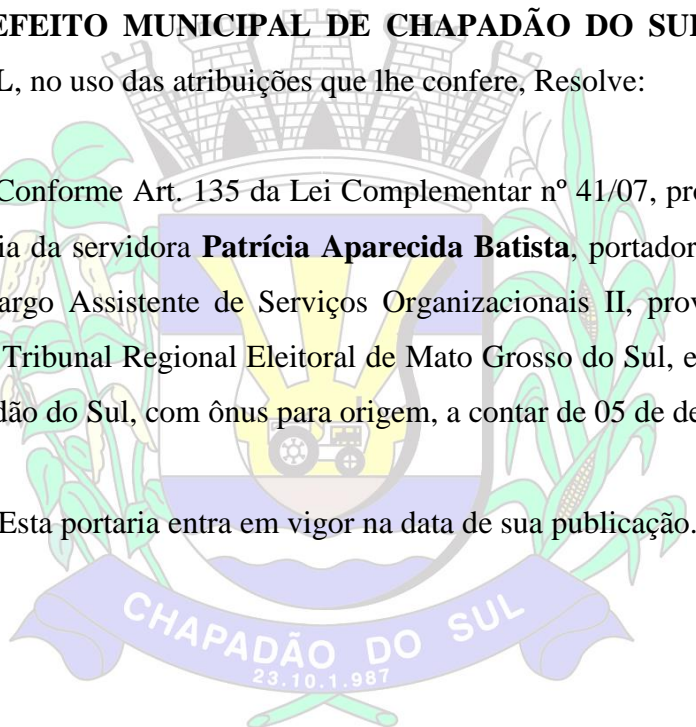 EFEITO MUNICIPAL DE CHAPADÃO DO SUL
L, no uso das atribuições que lhe confere, Resolve:
Conforme Art. 135 da Lei Complementar nº 41/07, pro
ia da servidora Patrícia Aparecida Batista, portador
argo Assistente de Serviços Organizacionais II, prov
Tribunal Regional Eleitoral de Mato Grosso do Sul, e
dão do Sul, com ônus para origem, a contar de 05 de de
Esta portaria entra em vigor na data de sua publicação.
CHAPADÃO DO SUL
23.10.1.987